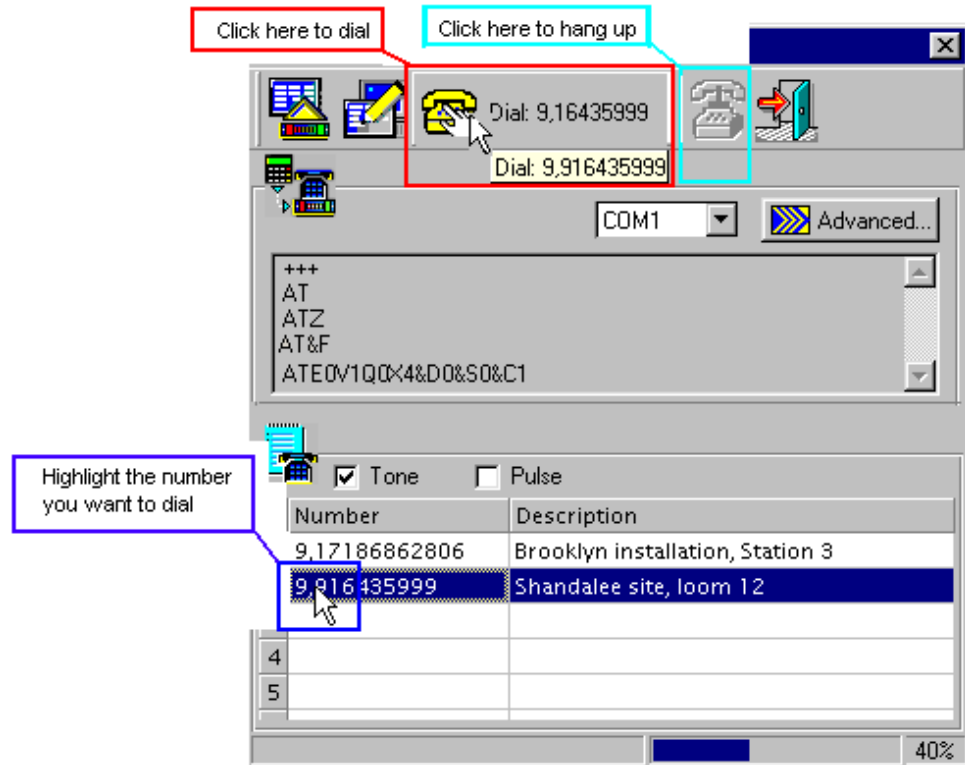 Click here to dial
Click here to hang up
Dial: 9,16435999
Dial: 9,916435999
COM1
Advanced...
+++
AT
ATZ
AT&F
ATE0V1Q0X4&D0&S0&C1
Highlight the number
you want to dial
Tone Pulse
Number Description
9,17186862806 Brooklyn installation, Station 3
9,916435999 Shandalee site, loom 12
4
5
40%